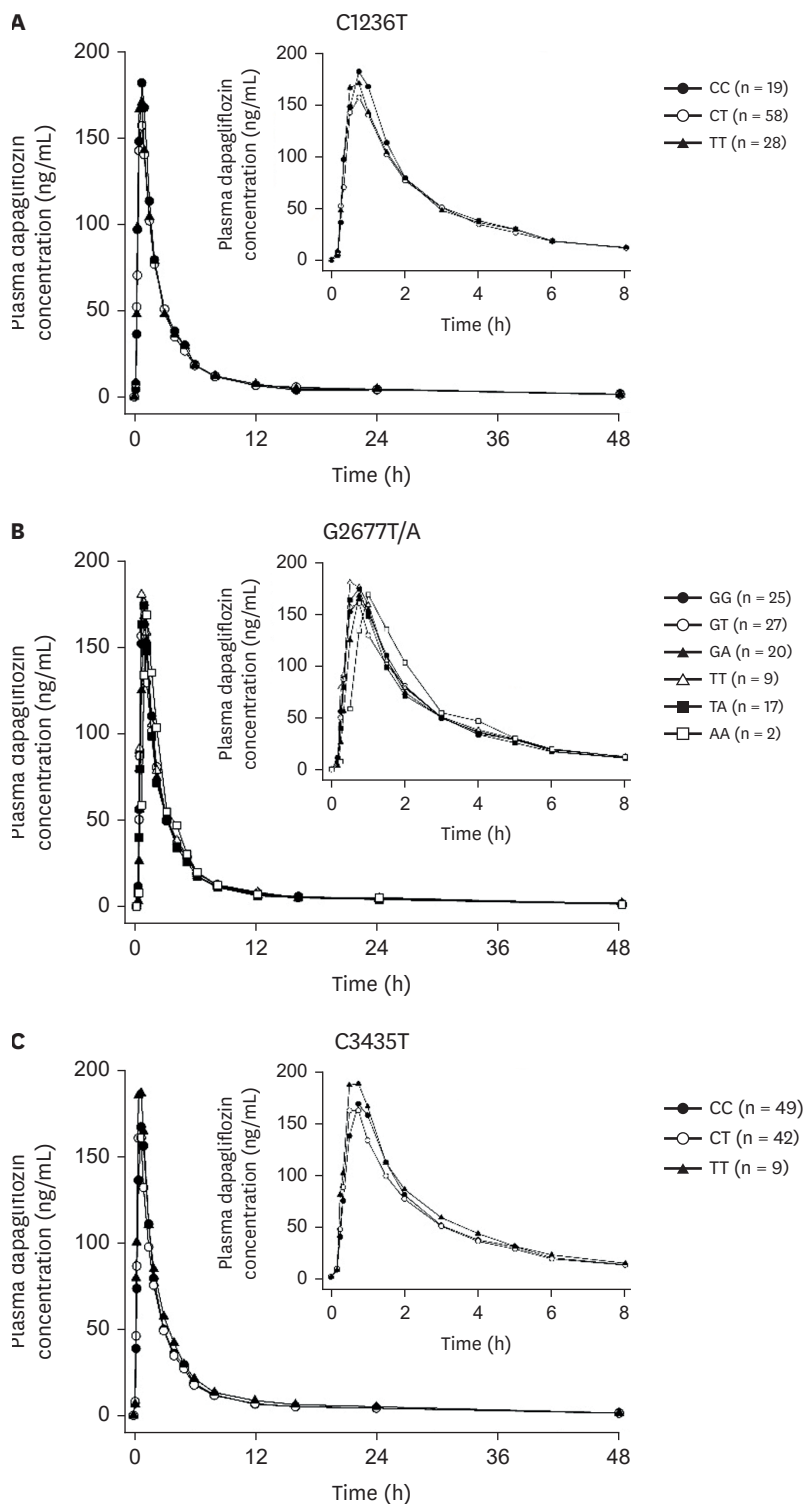 A
C1236T
Plasma dapagliflozin
concentration (ng/mL)
200
150
100
50
0
0
12
24
36
48
Time (h)
Plasma dapagliflozin
concentration (ng/mL)
200
150
100
50
0
0
2
4
6
8
Time (h)
CC (n = 19)
CT (n = 58)
TT (n = 28)
B
G2677T/A
Plasma dapagliflozin
concentration (ng/mL)
200
150
100
50
0
0
12
24
36
48
Time (h)
Plasma dapagliflozin
concentration (ng/mL)
200
150
100
50
0
0
2
4
6
8
Time (h)
GG (n = 25)
GT (n = 27)
GA (n = 20)
TT (n = 9)
TA (n = 17)
AA (n = 2)
C
C3435T
Plasma dapagliflozin
concentration (ng/mL)
200
150
100
50
0
0
12
24
36
48
Time (h)
Plasma dapagliflozin
concentration (ng/mL)
200
150
100
50
0
0
2
4
6
8
Time (h)
CC (n = 49)
CT (n = 42)
TT (n = 9)